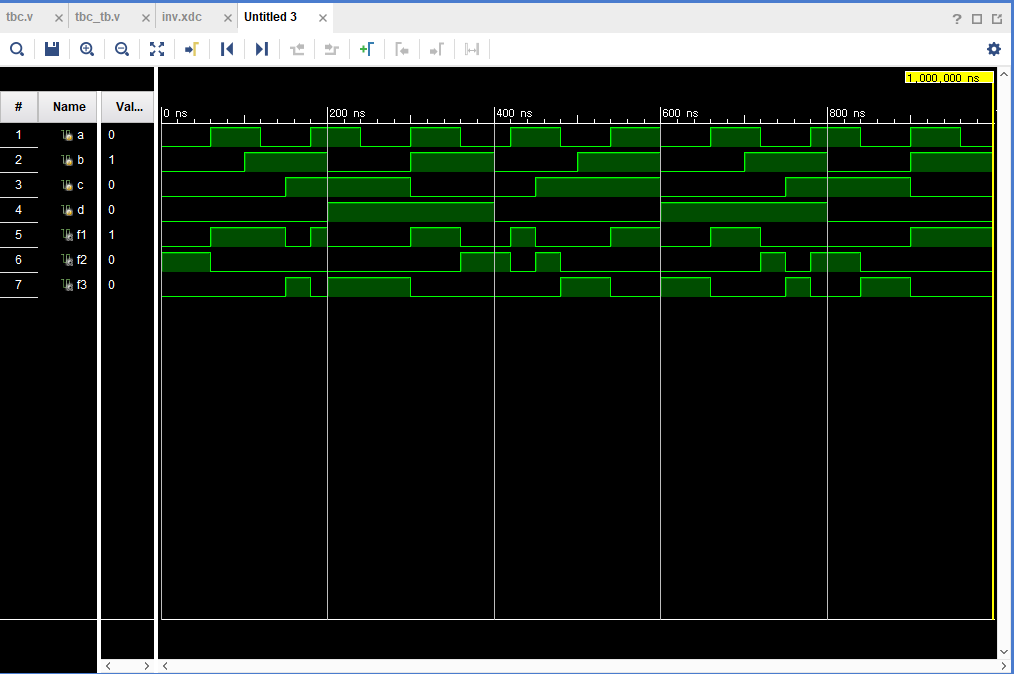 tbc.v × tbc_tb.v × inv.xdc × Untitled 3 × ?
1,000,000 ns
# Name Val... 0 ns 200 ns 400 ns 600 ns 800 ns
1 a 0
2 b 1
3 c 0
4 d 0
5 f1 1
6 f2 0
7 f3 0